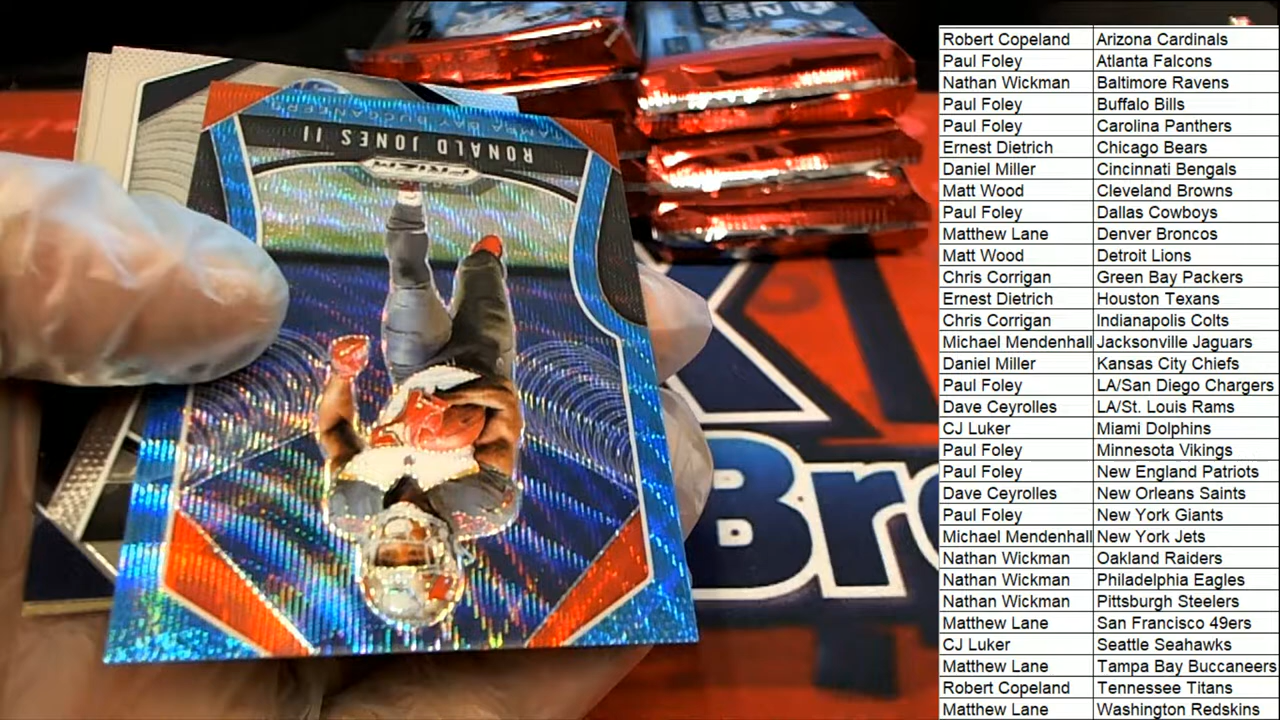 TAMPA BAY BUCCANEERS
RONALD JONES II
PRIZM
Bre
Robert Copeland Arizona Cardinals
Paul Foley Atlanta Falcons
Nathan Wickman Baltimore Ravens
Paul Foley Buffalo Bills
Paul Foley Carolina Panthers
Ernest Dietrich Chicago Bears
Daniel Miller Cincinnati Bengals
Matt Wood Cleveland Browns
Paul Foley Dallas Cowboys
Matthew Lane Denver Broncos
Matt Wood Detroit Lions
Chris Corrigan Green Bay Packers
Ernest Dietrich Houston Texans
Chris Corrigan Indianapolis Colts
Michael Mendenhall Jacksonville Jaguars
Daniel Miller Kansas City Chiefs
Paul Foley LA/San Diego Chargers
Dave Ceyrolles LA/St. Louis Rams
CJ Luker Miami Dolphins
Paul Foley Minnesota Vikings
Paul Foley New England Patriots
Dave Ceyrolles New Orleans Saints
Paul Foley New York Giants
Michael Mendenhall New York Jets
Nathan Wickman Oakland Raiders
Nathan Wickman Philadelphia Eagles
Nathan Wickman Pittsburgh Steelers
Matthew Lane San Francisco 49ers
CJ Luker Seattle Seahawks
Matthew Lane Tampa Bay Buccaneers
Robert Copeland Tennessee Titans
Matthew Lane Washington Redskins